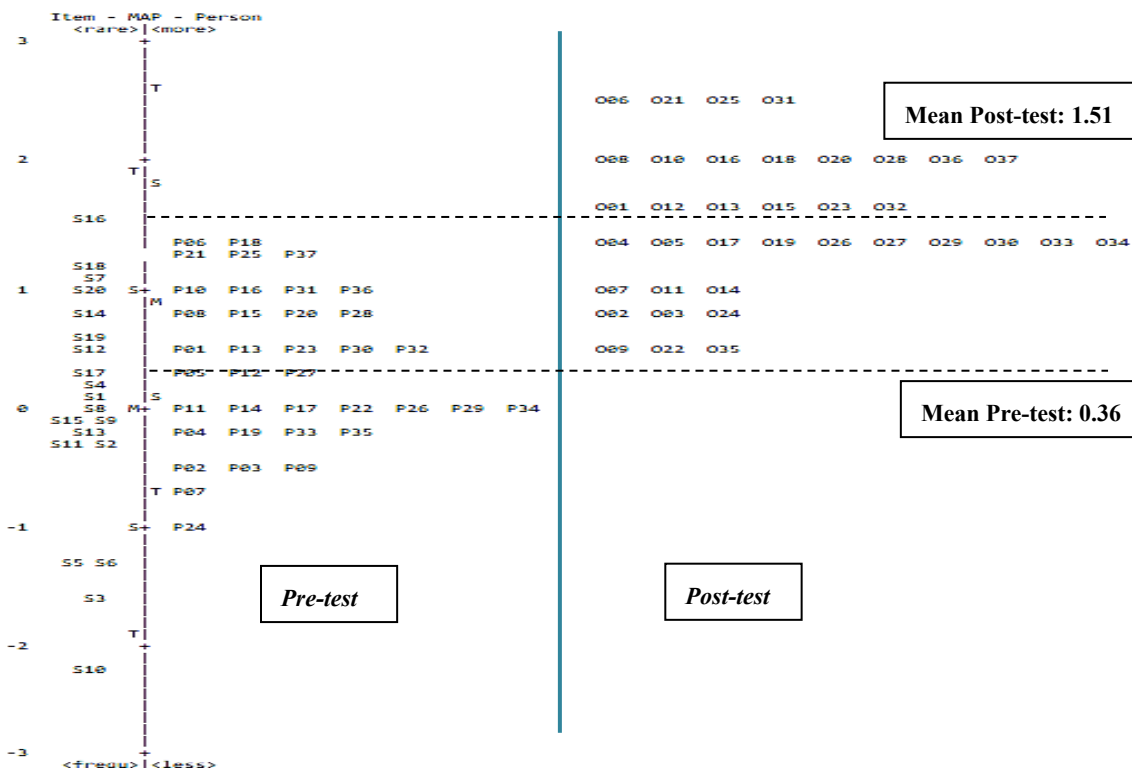 Item - MAP - Person
<rare>|<more>
3 +
T
O06 O21 O25 O31
Mean Post-test: 1.51
2 + O08 O10 O16 O18 O20 O28 O36 O37
T|
|S
O01 O12 O13 O15 O23 O32
S16
P06 P18 O04 O05 O17 O19 O26 O27 O29 O30 O33 O34
P21 P25 P37
S18
S7
1 S20 S+ P10 P16 P31 P36 O07 O11 O14
|M
S14 P08 P15 P20 P28 O02 O03 O24
S19
S12 P01 P13 P23 P30 P32 O09 O22 O35
S17 P05 P12 P27
S4
S1 |S
0 S8 M+ P11 P14 P17 P22 P26 P29 P34
Mean Pre-test: 0.36
S15 S9
S13 P04 P19 P33 P35
S11 S2
P02 P03 P09
|T P07
-1 S+ P24
S5 S6
Pre-test Post-test
S3
T|
-2 +
S10
-3 +
<frequ>|<less>